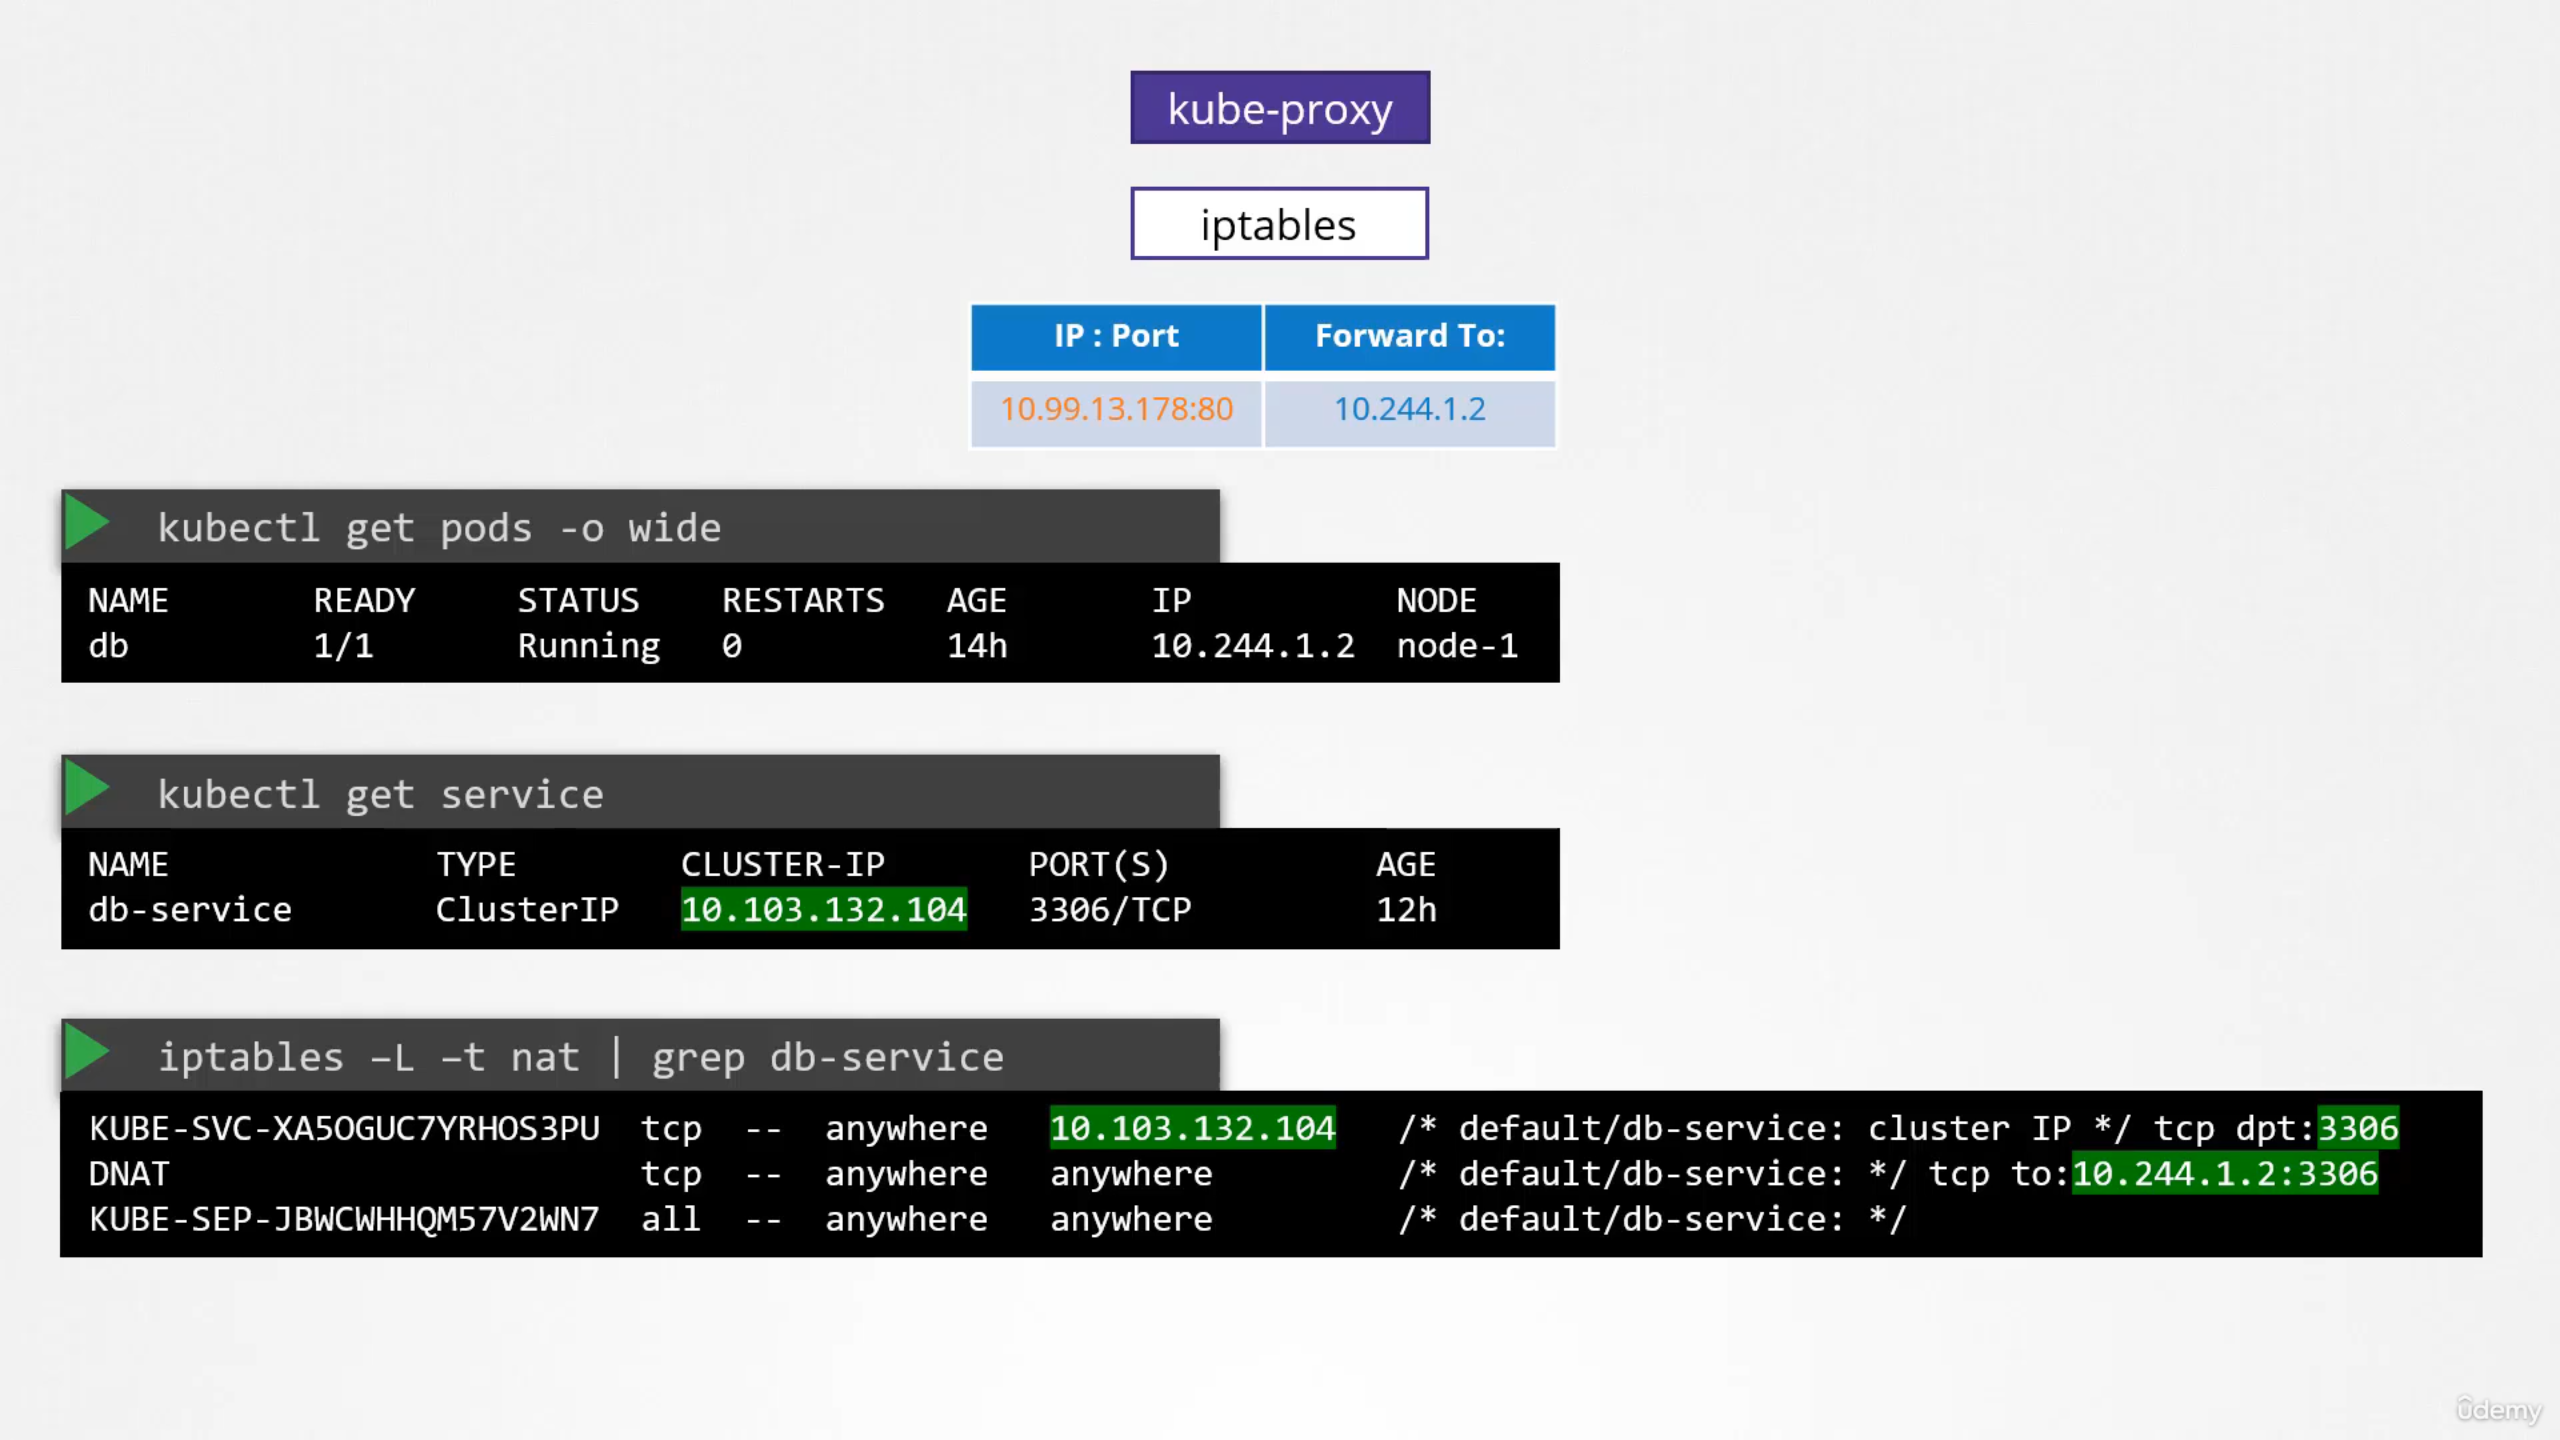 kube-proxy
iptables
IP : Port Forward To:
10.99.13.178:80 10.244.1.2
kubectl get pods -o wide
NAME READY STATUS RESTARTS AGE IP NODE
db 1/1 Running 0 14h 10.244.1.2 node-1
kubectl get service
NAME TYPE CLUSTER-IP PORT(S) AGE
db-service ClusterIP 10.103.132.104 3306/TCP 12h
iptables –L –t nat | grep db-service
KUBE-SVC-XA5OGUC7YRHOS3PU tcp -- anywhere 10.103.132.104 /* default/db-service: cluster IP */ tcp dpt:3306
DNAT tcp -- anywhere anywhere /* default/db-service: */ tcp to:10.244.1.2:3306
KUBE-SEP-JBWCWHHQM57V2WN7 all -- anywhere anywhere /* default/db-service: */
ûdemy